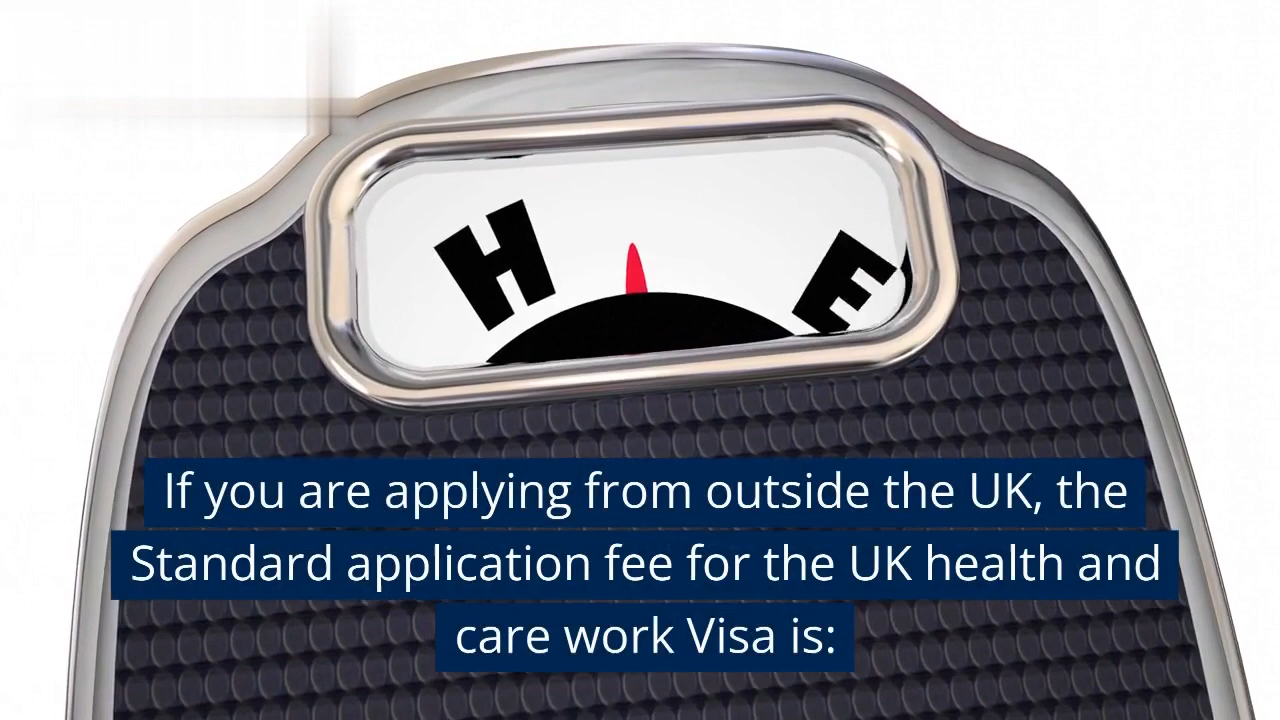 H E
If you are applying from outside the UK, the
Standard application fee for the UK health and
care work Visa is: